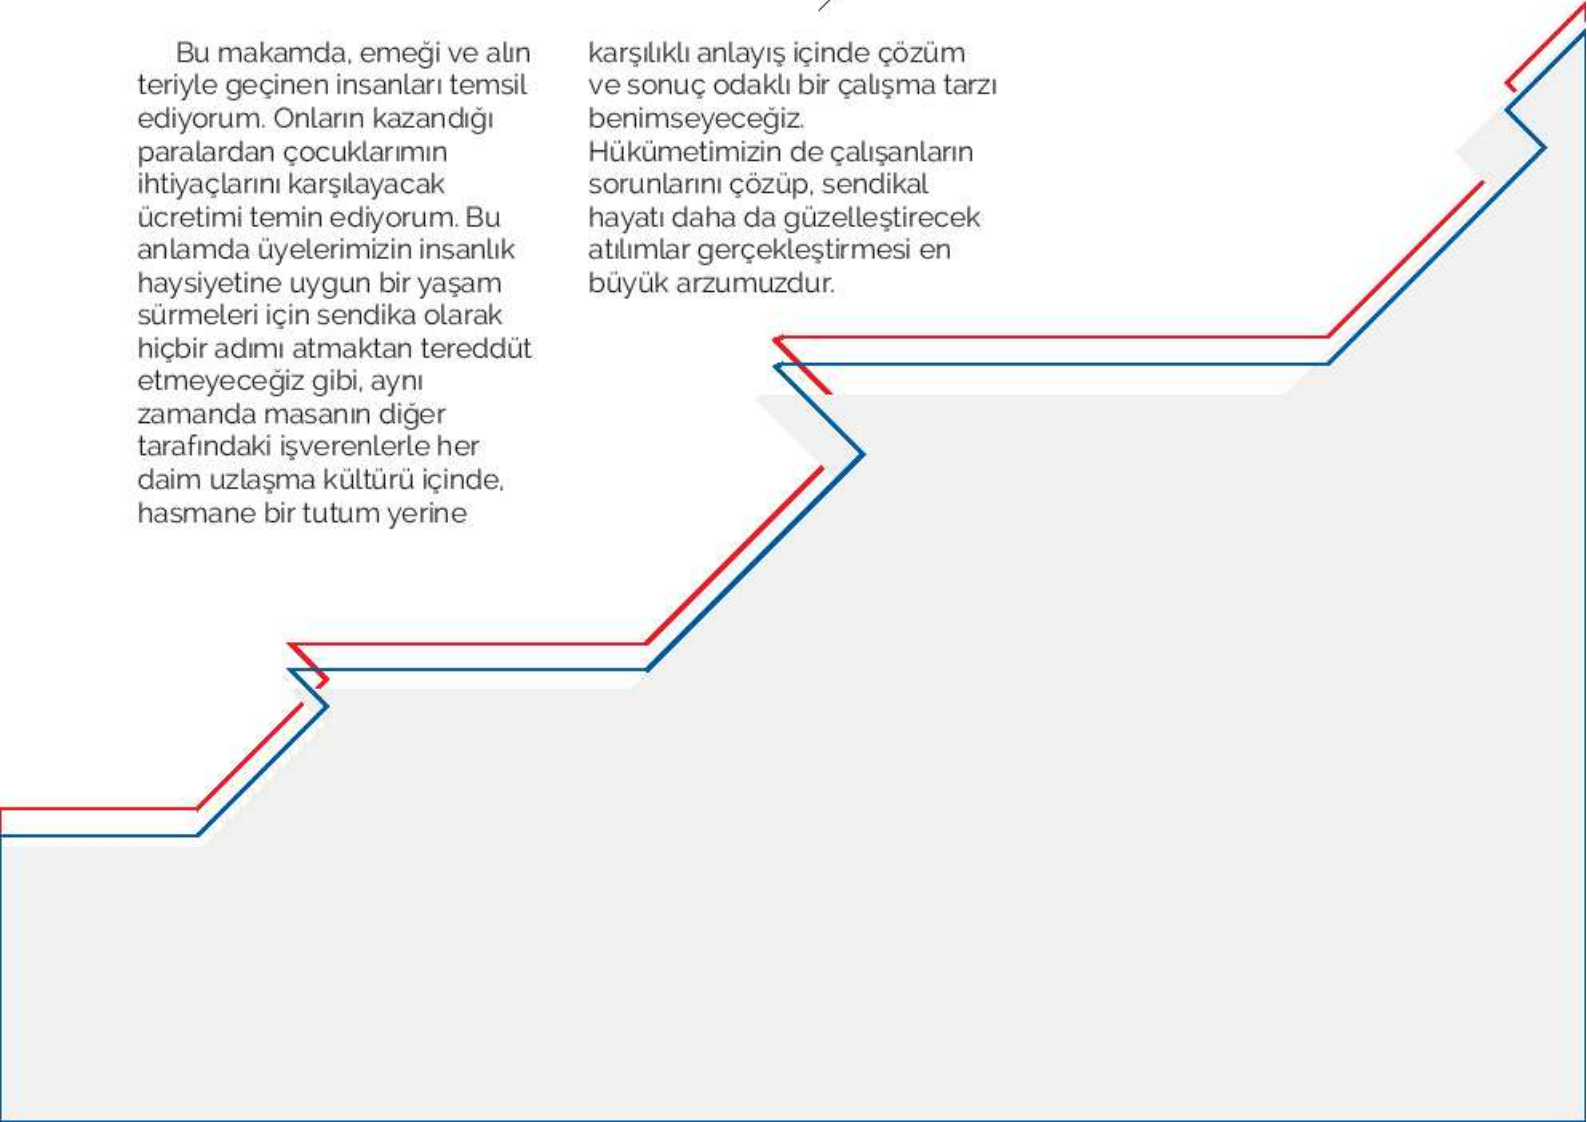 Bu makamda, emeği ve alın
teriyle geçinen insanları temsil
ediyorum. Onların kazandığı
paralardan çocuklarımın
ihtiyaçlarını karşılayacak
ücretimi temin ediyorum. Bu
anlamda üyelerimizin insanlık
haysiyetine uygun bir yaşam
sürmeleri için sendika olarak
hiçbir adımı atmaktan tereddüt
etmeyeceğiz gibi, aynı
zamanda masanın diğer
tarafındaki işverenlerle her
daim uzlaşma kültürü içinde,
hasmane bir tutum yerine
karşılıklı anlayış içinde çözüm
ve sonuç odaklı bir çalışma tarzı
benimseyeceğiz.
Hükümetimizin de çalışanların
sorunlarını çözüp, sendikal
hayatı daha da güzelleştirecek
atılımlar gerçekleştirmesi en
büyük arzumuzdur.